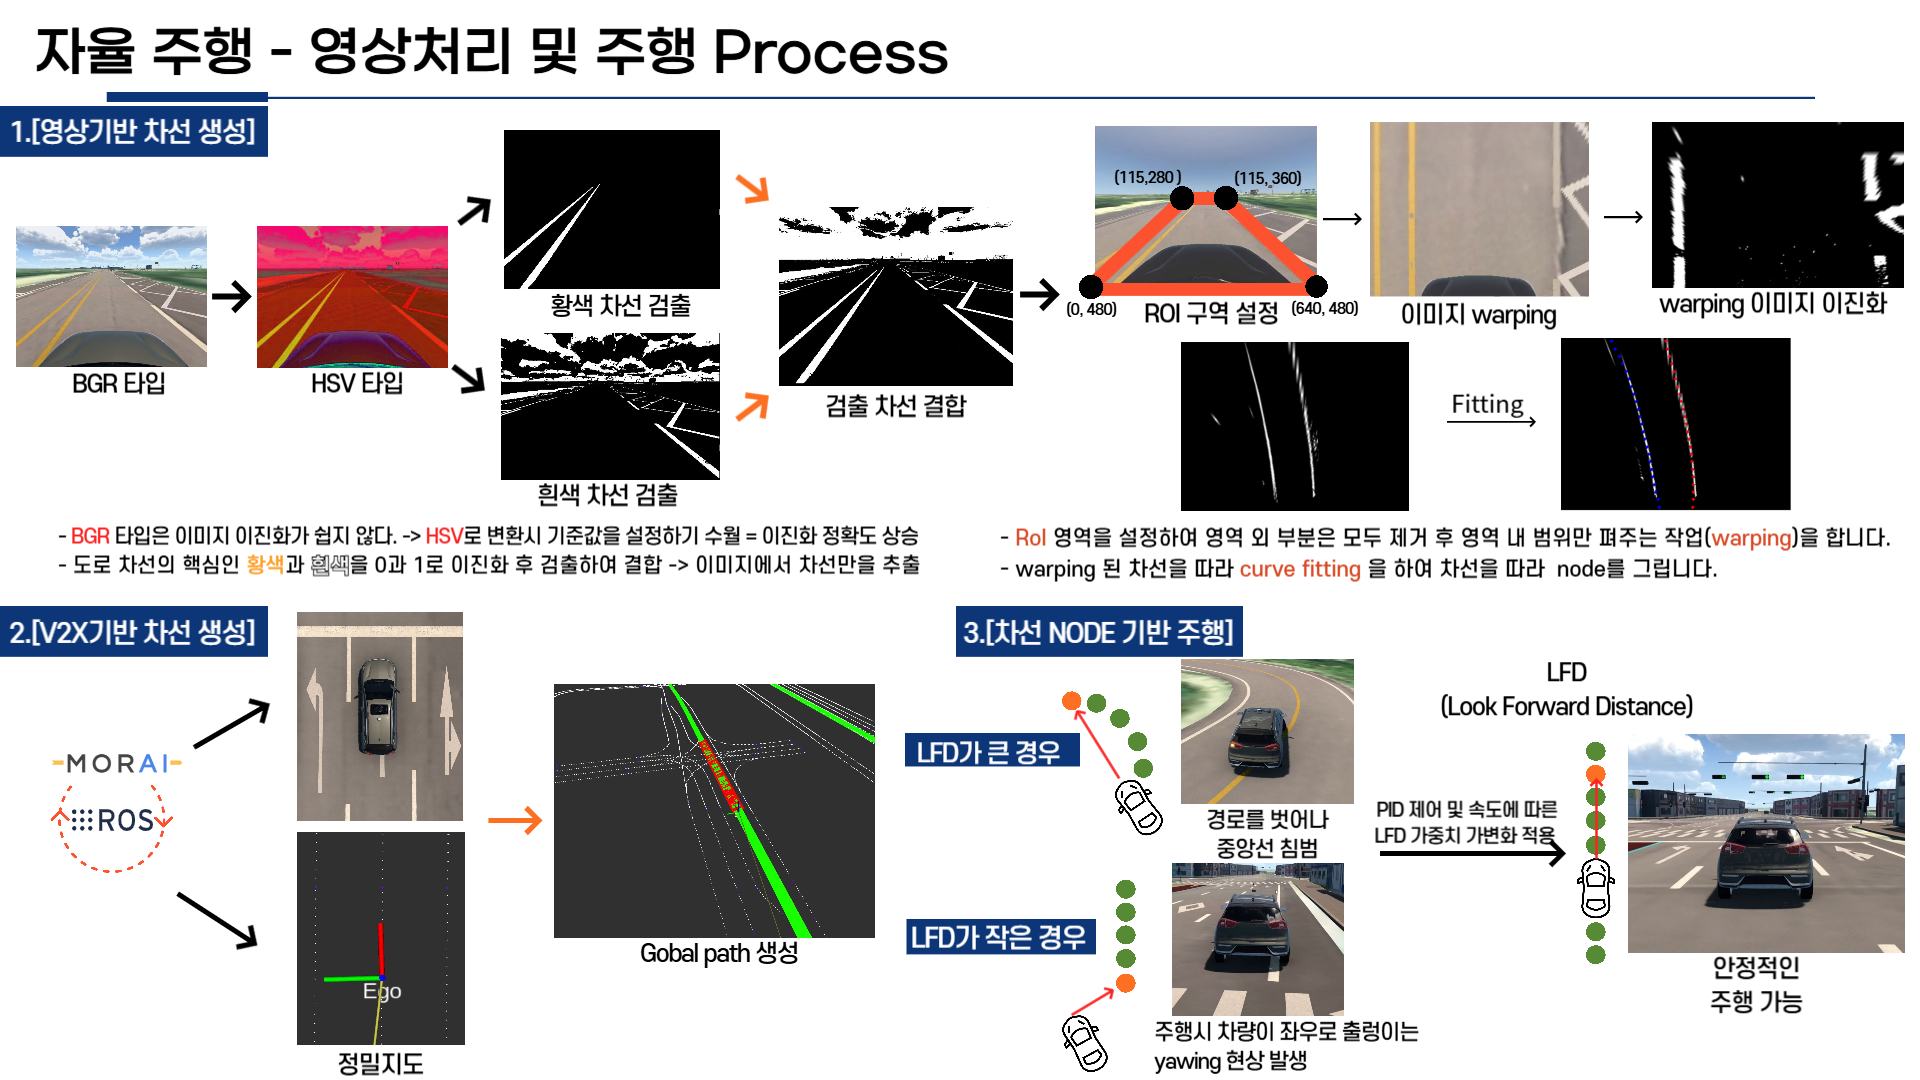 자율 주행 - 영상처리 및 주행 Process
1.[영상기반 차선 생성]
BGR 타입
HSV 타입
황색 차선 검출
흰색 차선 검출
검출 차선 결합
(115,280 )
(115, 360)
(0, 480)
ROI 구역 설정
(640, 480)
이미지 warping
warping 이미지 이진화
Fitting
- BGR 타입은 이미지 이진화가 쉽지 않다. -> HSV로 변환시 기준값을 설정하기 수월 = 이진화 정확도 상승
- 도로 차선의 핵심인 황색과 흰색을 0과 1로 이진화 후 검출하여 결합 -> 이미지에서 차선만을 추출
- RoI 영역을 설정하여 영역 외 부분은 모두 제거 후 영역 내 범위만 펴주는 작업(warping)을 합니다.
- warping 된 차선을 따라 curve fitting 을 하여 차선을 따라 node를 그립니다.
2.[V2X기반 차선 생성]
MORAI
ROS
Ego
정밀지도
Gobal path 생성
3.[차선 NODE 기반 주행]
LFD가 큰 경우
경로를 벗어나
중앙선 침범
LFD가 작은 경우
주행시 차량이 좌우로 출렁이는
yawing 현상 발생
LFD
(Look Forward Distance)
PID 제어 및 속도에 따른
LFD 가중치 가변화 적용
안정적인
주행 가능